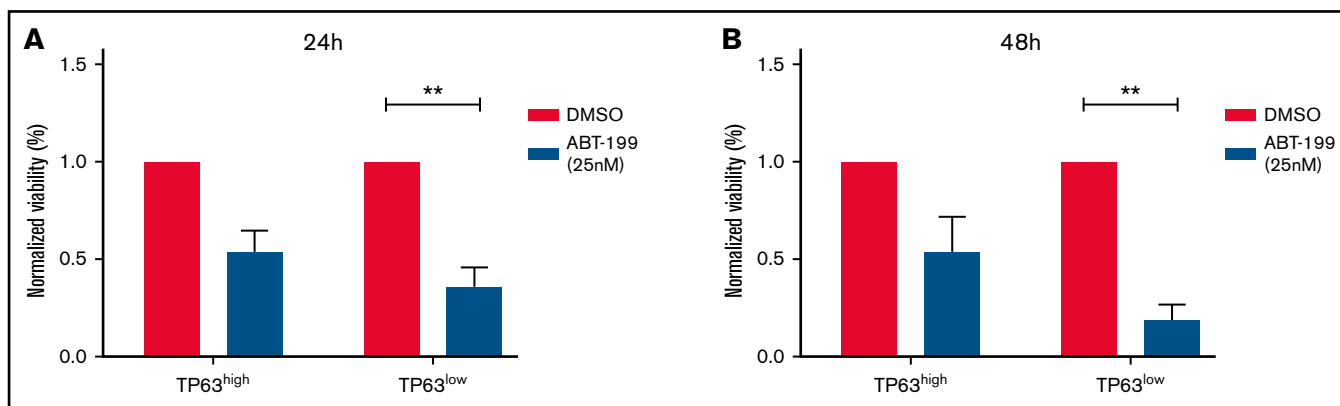 A
24h
Normalized viability (%)
1.5
1.0
0.5
0.0
**
DMSO
ABT-199
(25nM)
TP63high
TP63low
B
48h
Normalized viability (%)
1.5
1.0
0.5
0.0
**
DMSO
ABT-199
(25nM)
TP63high
TP63low